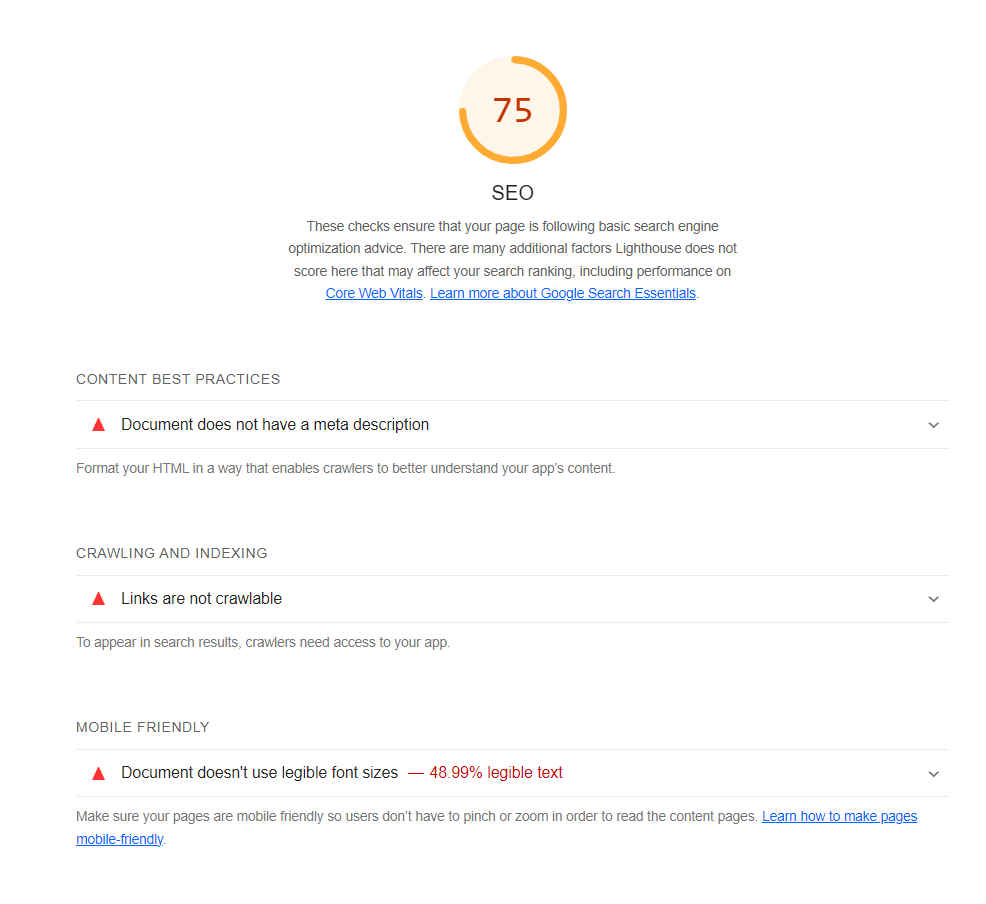 75
SEO
These checks ensure that your page is following basic search engine
optimization advice. There are many additional factors Lighthouse does not
score here that may affect your search ranking, including performance on
Core Web Vitals. Learn more about Google Search Essentials.
CONTENT BEST PRACTICES
Document does not have a meta description
Format your HTML in a way that enables crawlers to better understand your app's content.
CRAWLING AND INDEXING
Links are not crawlable
To appear in search results, crawlers need access to your app.
MOBILE FRIENDLY
Document doesn't use legible font sizes — 48.99% legible text
Make sure your pages are mobile friendly so users don't have to pinch or zoom in order to read the content pages. Learn how to make pages
mobile-friendly.